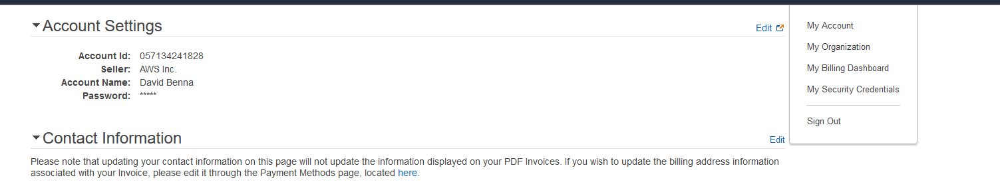 Account Settings
Edit
Account Id: 057134241828
Seller: AWS Inc.
Account Name: David Benna
Password: *****
Contact Information
Edit
Please note that updating your contact information on this page will not update the information displayed on your PDF Invoices. If you wish to update the billing address information
associated with your Invoice, please edit it through the Payment Methods page, located here.
My Account
My Organization
My Billing Dashboard
My Security Credentials
Sign Out